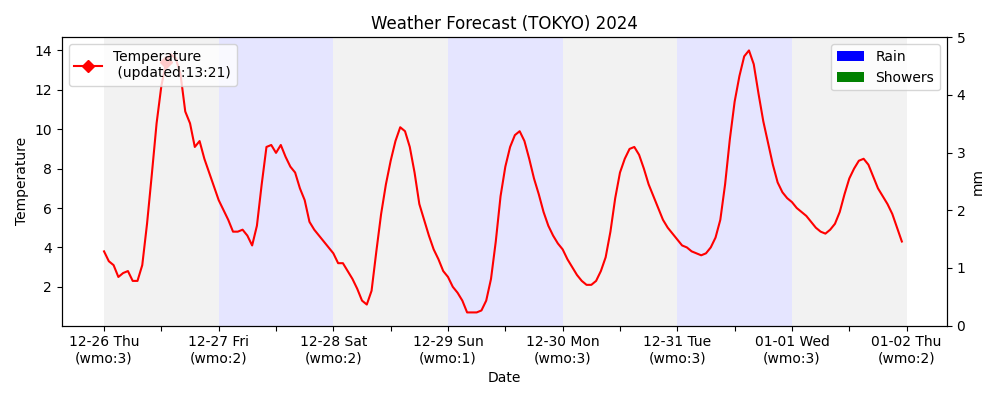 Weather Forecast (TOKYO) 2024
Temperature
(updated:13:21)
Rain
Showers
14
12
10
8
6
4
2
Temperature
5
4
3
2
1
0
mm
12-26 Thu
(wmo:3)
12-27 Fri
(wmo:2)
12-28 Sat
(wmo:2)
12-29 Sun
(wmo:1)
12-30 Mon
(wmo:3)
12-31 Tue
(wmo:3)
01-01 Wed
(wmo:3)
01-02 Thu
(wmo:2)
Date